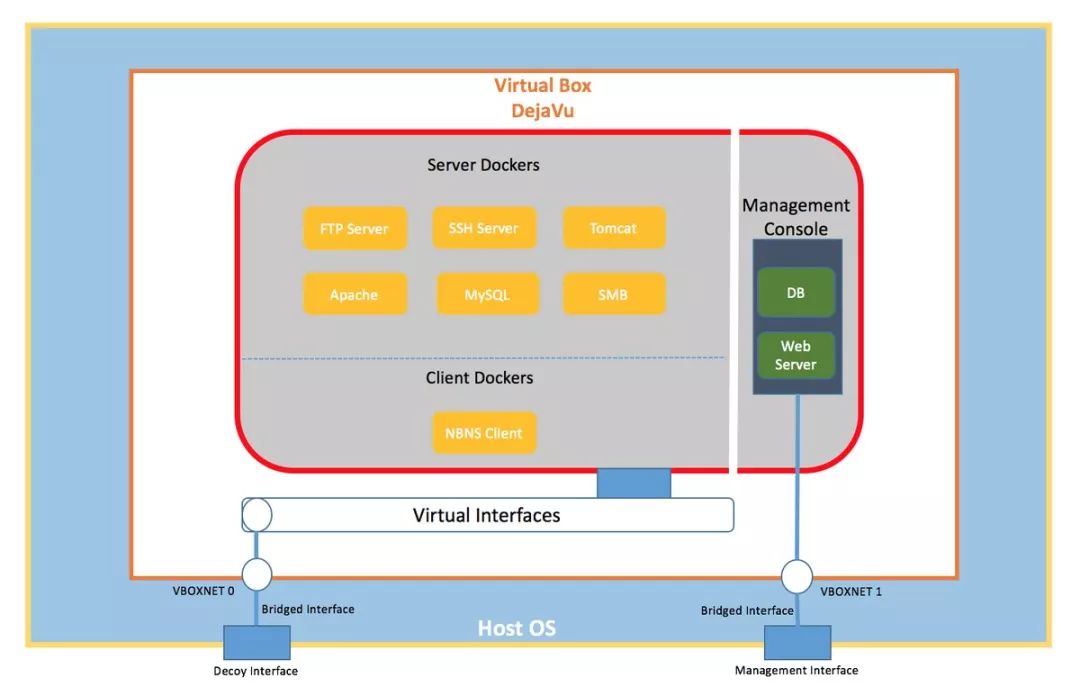 Virtual Box
DejaVu
Server Dockers
FTP Server
SSH Server
Tomcat
Apache
MySQL
SMB
Client Dockers
NBNS Client
Management
Console
DB
Web
Server
Virtual Interfaces
VBOXNET 0
Bridged Interface
Decoy Interface
Host OS
VBOXNET 1
Bridged Interface
Management Interface